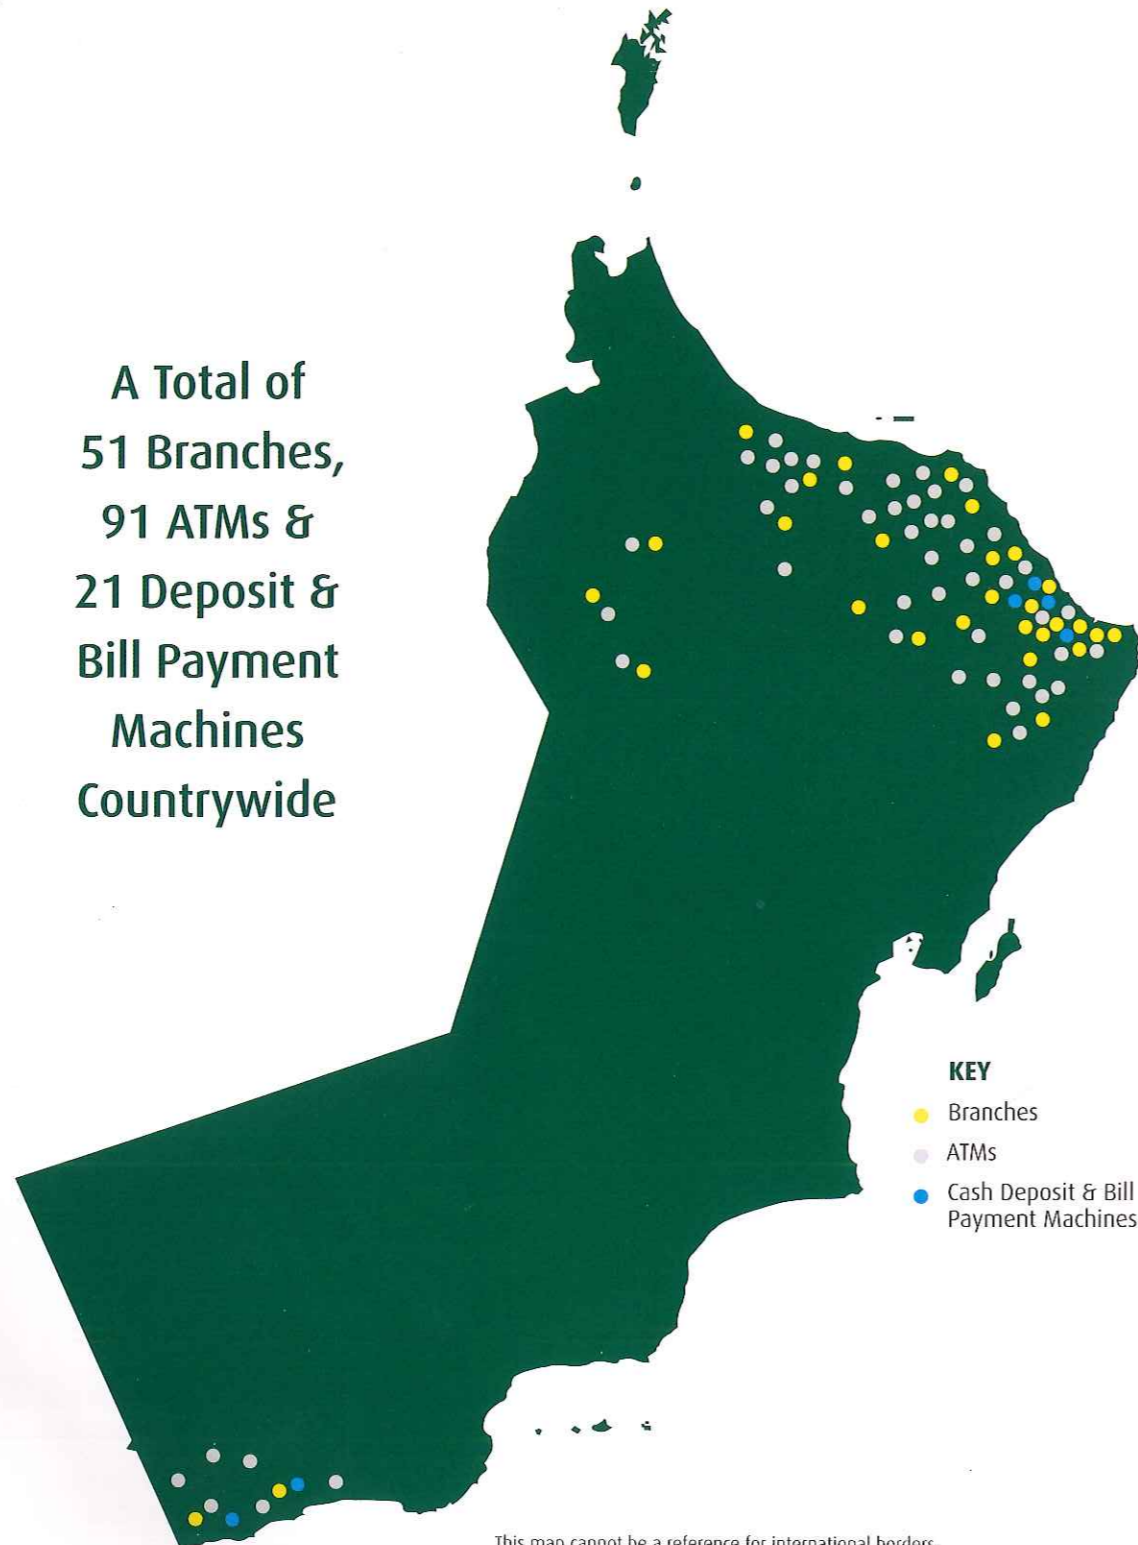 A Total of
51 Branches,
91 ATMs &
21 Deposit &
Bill Payment
Machines
Countrywide
KEY
Branches
ATMs
Cash Deposit & Bill
Payment Machines
This map cannot be a reference for international borders.